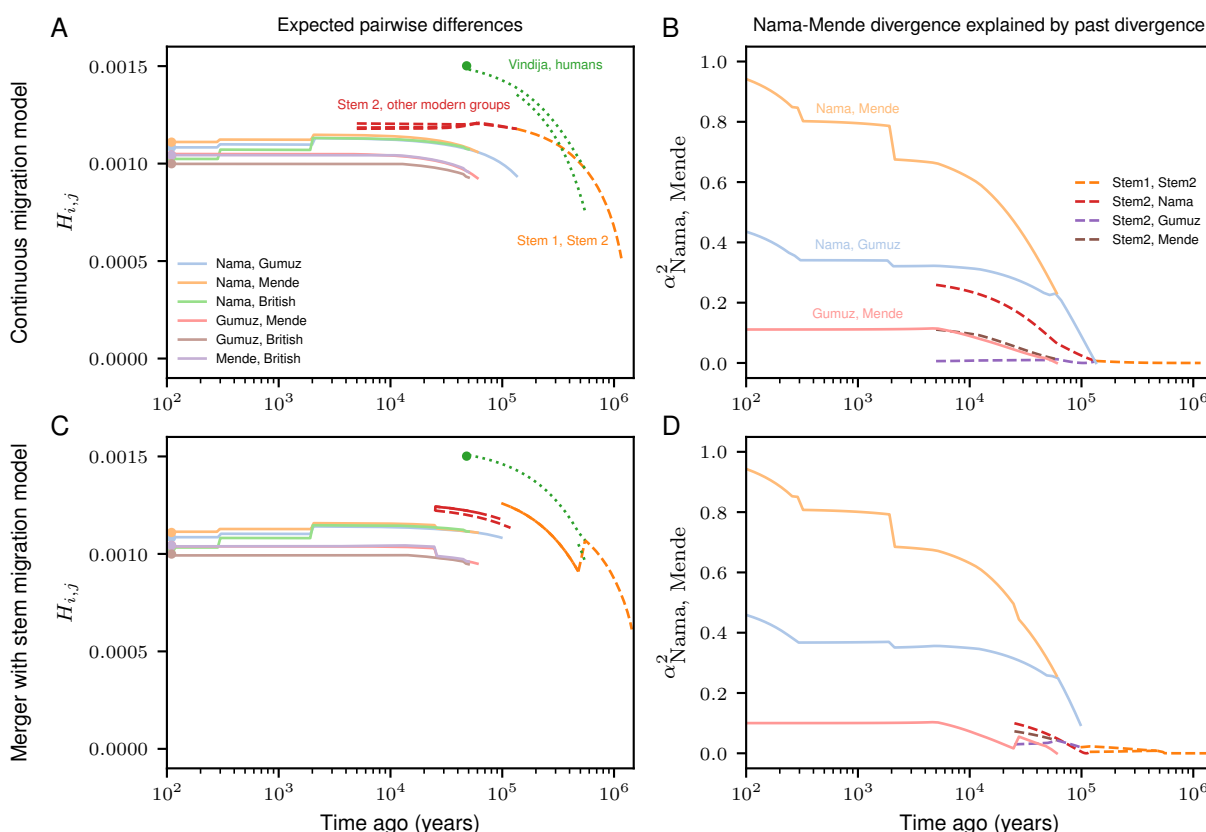 A
Expected pairwise differences
B
Nama-Mende divergence explained by past divergence
Continuous migration model
H_{i,j}
0.0015
0.0010
0.0005
0.0000
Vindija, humans
Stem 2, other modern groups
Stem 1, Stem 2
Nama, Gumuz
Nama, Mende
Nama, British
Gumuz, Mende
Gumuz, British
Mende, British
10^2
10^3
10^4
10^5
10^6
α^2_{Nama, Mende}
1.0
0.8
0.6
0.4
0.2
0.0
Nama, Mende
Nama, Gumuz
Gumuz, Mende
Stem1, Stem2
Stem2, Nama
Stem2, Gumuz
Stem2, Mende
10^2
10^3
10^4
10^5
10^6
C
D
Merger with stem migration model
H_{i,j}
0.0015
0.0010
0.0005
0.0000
10^2
10^3
10^4
10^5
10^6
Time ago (years)
α^2_{Nama, Mende}
1.0
0.8
0.6
0.4
0.2
0.0
10^2
10^3
10^4
10^5
10^6
Time ago (years)